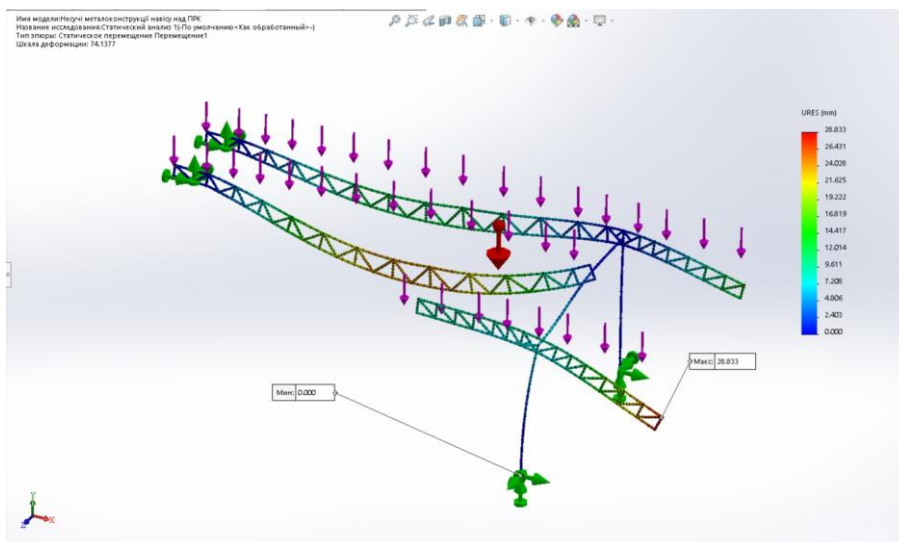 Имя модели:Несучі металоконструкції навісу над ПРК
Название исследования:Статический анализ 1(-По умолчанию<Как обработанный>-)
Тип эпюры: Статическое перемещение Перемещение1
Шкала деформации: 74.1377
URES (mm)
28.833
26.431
24.028
21.625
19.222
16.819
14.417
12.014
9.611
7.208
4.806
2.403
0.000
Макс: 28.833
Мин: 0.000
Y
Z
X